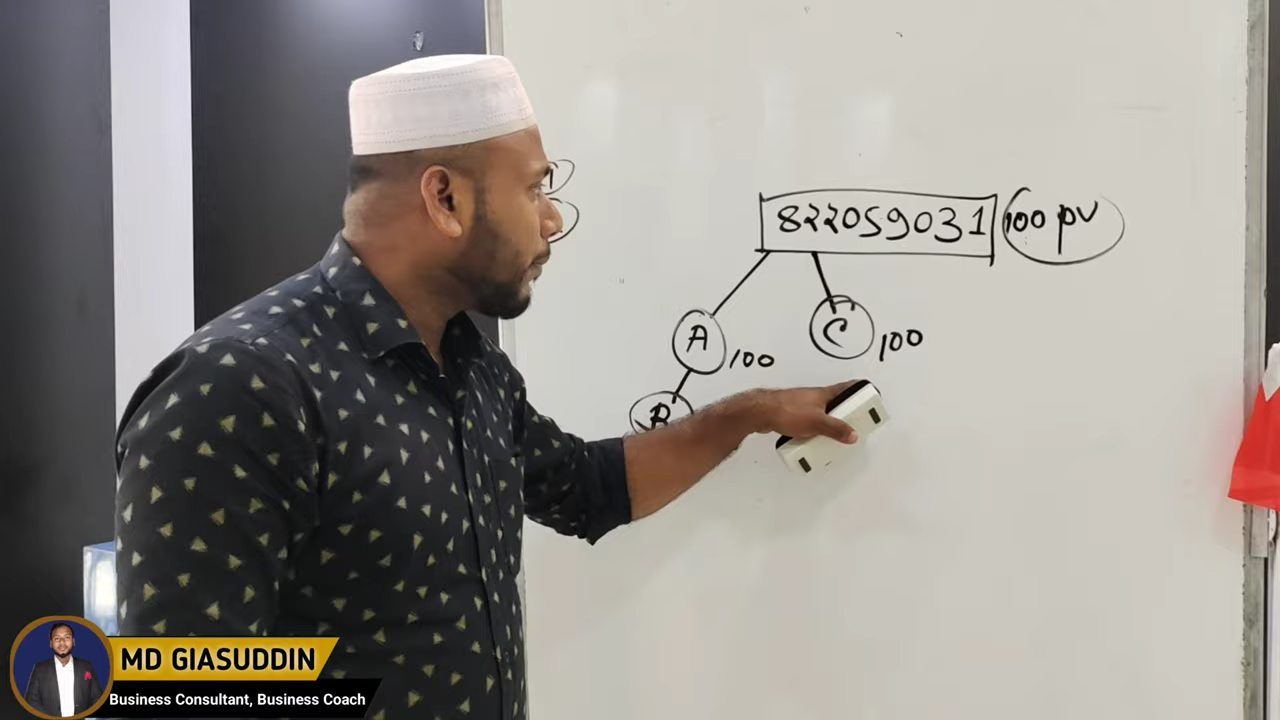 822059031 100 PV
A 100
C 100
B
MD GIASUDDIN
Business Consultant, Business Coach